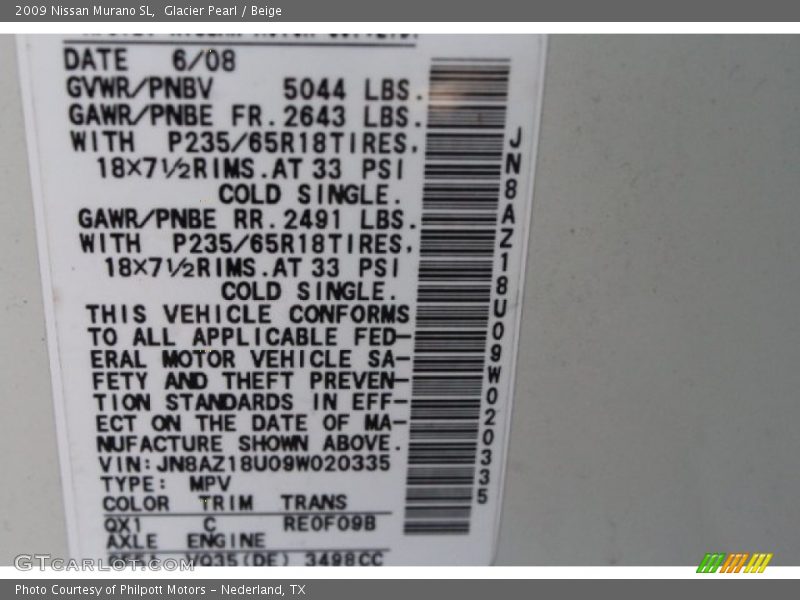 2009 Nissan Murano SL, Glacier Pearl / Beige
DATE 6/08
GVWR/PNBV 5044 LBS.
GAWR/PNBE FR. 2643 LBS.
WITH P235/65R18TIRES,
18×7½RIMS.AT 33 PSI
COLD SINGLE.
GAWR/PNBE RR. 2491 LBS.
WITH P235/65R18TIRES,
18×7½RIMS.AT 33 PSI
COLD SINGLE.
THIS VEHICLE CONFORMS
TO ALL APPLICABLE FED-
ERAL MOTOR VEHICLE SA-
FETY AND THEFT PREVEN-
TION STANDARDS IN EFF-
ECT ON THE DATE OF MA-
NUFACTURE SHOWN ABOVE.
VIN:JN8AZ18U09W020335
TYPE: MPV
COLOR TRIM TRANS
QX1 C RE0F09B
AXLE ENGINE
VQ35(DE) 3498CC
JN8AZ18U09W020335
GTcarlot.com
Photo Courtesy of Philpott Motors - Nederland, TX